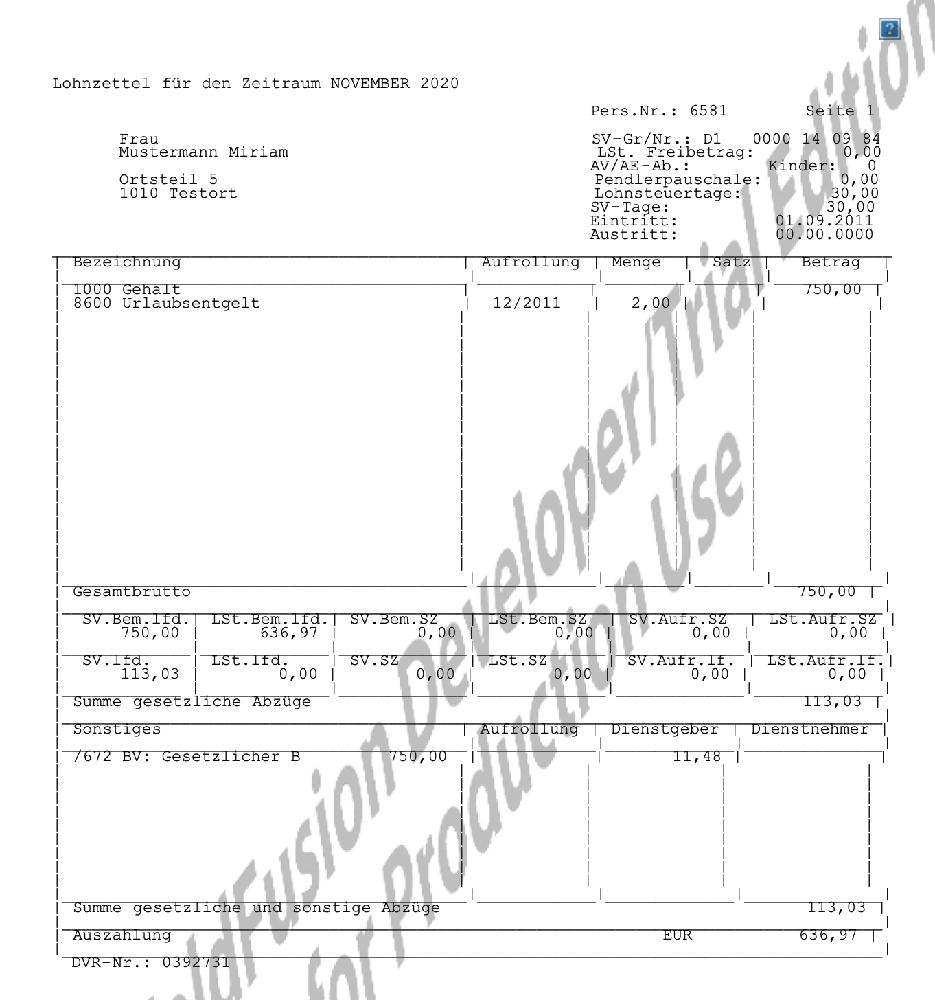 ?
Lohnzettel für den Zeitraum NOVEMBER 2020
Pers.Nr.: 6581 Seite 1
Frau SV-Gr/Nr.: D1 0000 14 09 84
Mustermann Miriam LSt. Freibetrag: 0,00
AV/AE-Ab.: Kinder: 0
Ortsteil 5 Pendlerpauschale: 0,00
1010 Testort Lohnsteuertage: 30,00
SV-Tage: 30,00
Eintritt: 01.09.2011
Austritt: 00.00.0000
Bezeichnung Aufrollung Menge Satz Betrag
1000 Gehalt 750,00
8600 Urlaubsentgelt 12/2011 2,00
Gesamtbrutto 750,00
SV.Bem.lfd. LSt.Bem.lfd. SV.Bem.SZ LSt.Bem.SZ SV.Aufr.SZ LSt.Aufr.SZ
750,00 636,97 0,00 0,00 0,00 0,00
SV.lfd. LSt.lfd. SV.SZ LSt.SZ SV.Aufr.lf. LSt.Aufr.lf.
113,03 0,00 0,00 0,00 0,00 0,00
Summe gesetzliche Abzüge 113,03
Sonstiges Aufrollung Dienstgeber Dienstnehmer
/672 BV: Gesetzlicher B 750,00 11,48
Summe gesetzliche und sonstige Abzüge 113,03
Auszahlung EUR 636,97
DVR-Nr.: 0392731
ldFusion Developer/Trial Edition
for Production Use